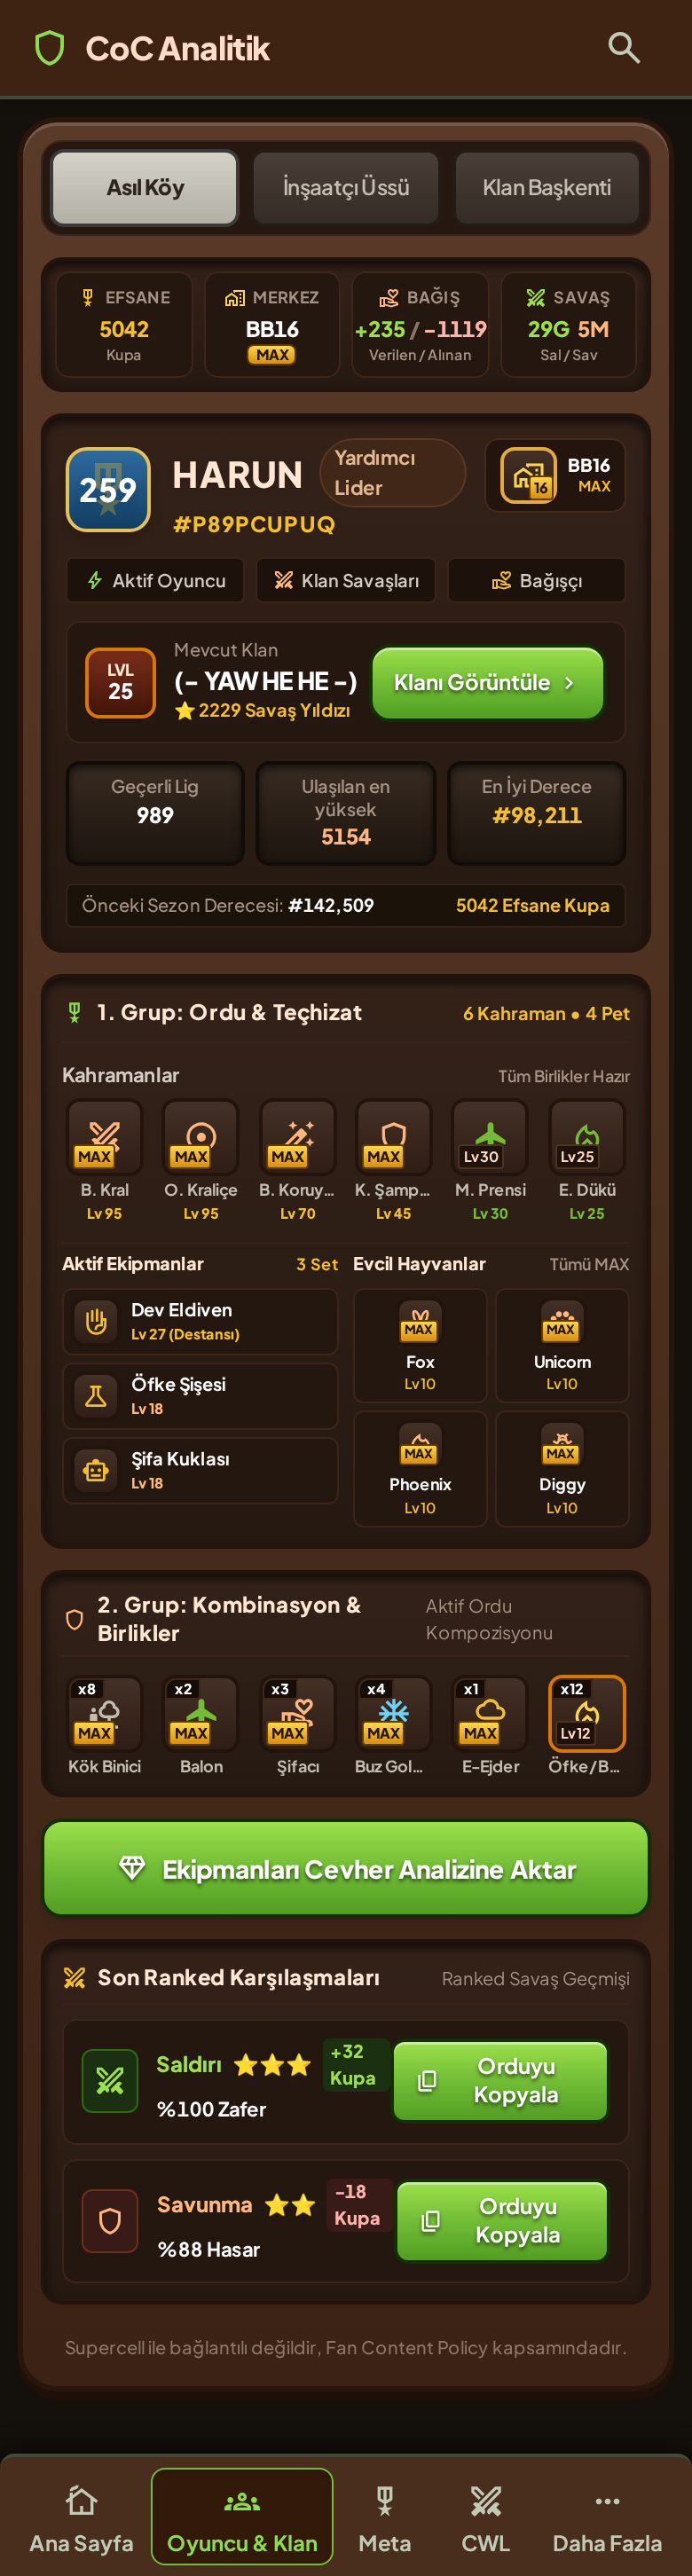 CoC Analitik
Asıl Köy İnşaatçı Üssü Klan Başkenti
EFSANE MERKEZ BAĞIŞ SAVAŞ
5042 BB16 +235 / -1119 29G 5M
Kupa MAX Verilen / Alınan Sal / Sav
259 HARUN Yardımcı Lider BB16
16 MAX
#P89PCUPUQ
Aktif Oyuncu Klan Savaşları Bağışçı
LVL 25
Mevcut Klan
(- YAW HE HE -) Klanı Görüntüle
2229 Savaş Yıldızı
Geçerli Lig
989
Ulaşılan en
yüksek
5154
En İyi Derece
#98,211
Önceki Sezon Derecesi: #142,509 5042 Efsane Kupa
1. Grup: Ordu & Teçhizat 6 Kahraman • 4 Pet
Kahramanlar Tüm Birlikler Hazır
MAX MAX MAX MAX Lv30 Lv25
B. Kral O. Kraliçe B. Koruy... K. Şamp... M. Prensi E. Dükü
Lv 95 Lv 95 Lv 70 Lv 45 Lv 30 Lv 25
Aktif Ekipmanlar 3 Set
Dev Eldiven
Lv 27 (Destansı)
Öfke Şişesi
Lv 18
Şifa Kuklası
Lv 18
Evcil Hayvanlar Tümü MAX
MAX MAX
Fox Unicorn
Lv10 Lv10
MAX MAX
Phoenix Diggy
Lv10 Lv10
2. Grup: Kombinasyon &
Birlikler
Aktif Ordu
Kompozisyonu
x8 x2 x3 x4 x1 x12
MAX MAX MAX MAX MAX Lv12
Kök Binici Balon Şifacı Buz Gol... E-Ejder Öfke/B...
Ekipmanları Cevher Analizine Aktar
Son Ranked Karşılaşmaları Ranked Savaş Geçmişi
Saldırı +32
Kupa
%100 Zafer
Orduyu
Kopyala
Savunma -18
Kupa
%88 Hasar
Orduyu
Kopyala
Supercell ile bağlantılı değildir, Fan Content Policy kapsamındadır.
Ana Sayfa Oyuncu & Klan Meta CWL Daha Fazla